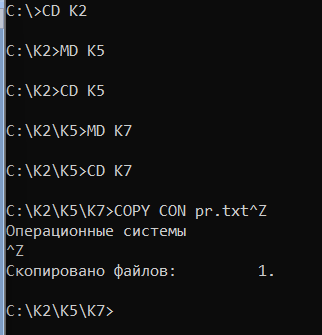 C:\>CD K2
C:\K2>MD K5
C:\K2>CD K5
C:\K2\K5>MD K7
C:\K2\K5>CD K7
C:\K2\K5\K7>COPY CON pr.txt^Z
Операционные системы
^Z
Скопировано файлов:         1.
C:\K2\K5\K7>